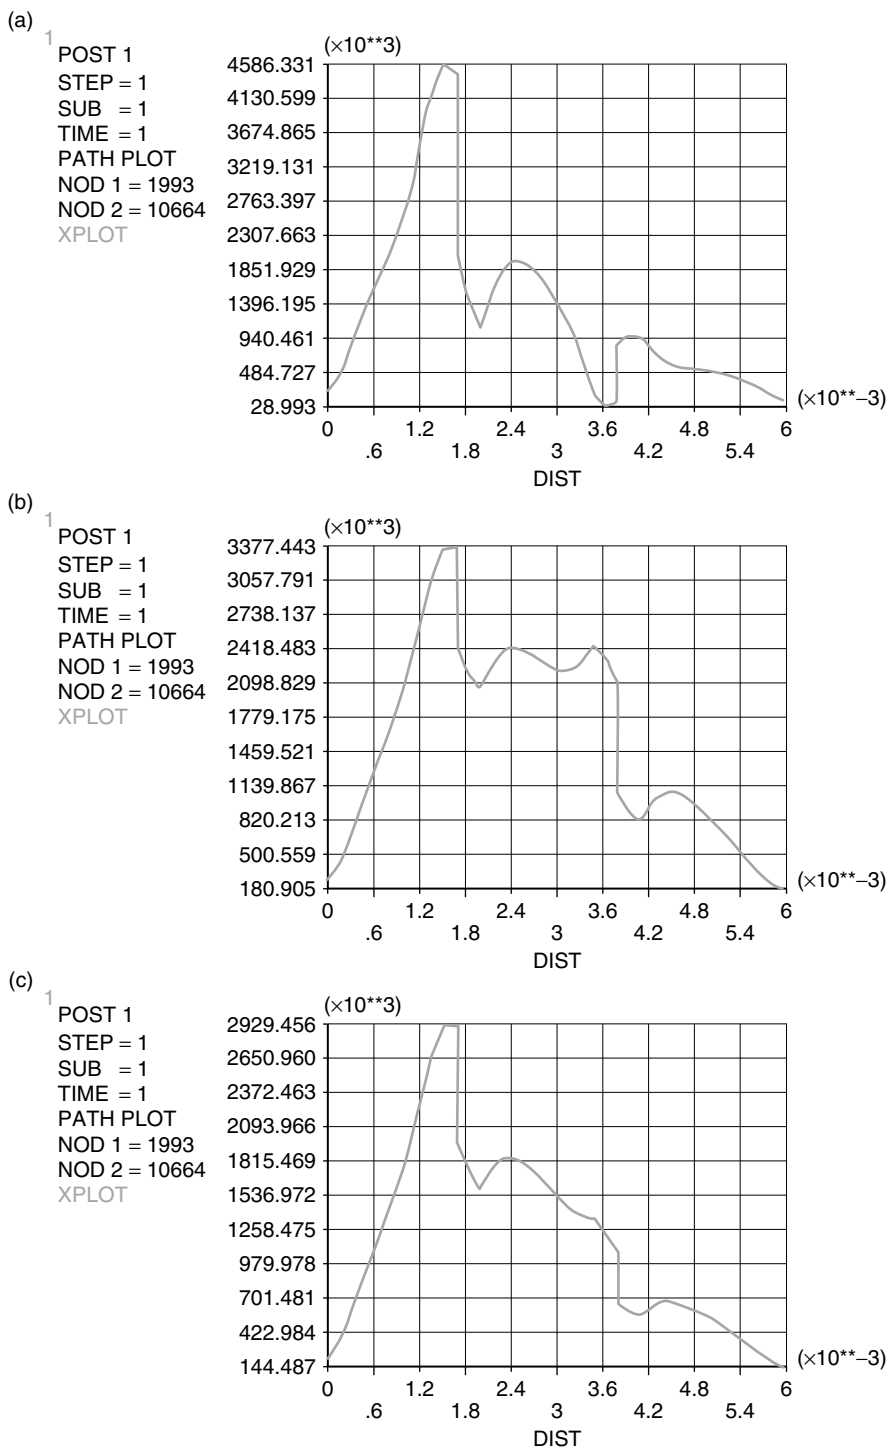 (a)
1
POST 1
STEP = 1
SUB = 1
TIME = 1
PATH PLOT
NOD 1 = 1993
NOD 2 = 10664
XPLOT
(×10**3)
4586.331
4130.599
3674.865
3219.131
2763.397
2307.663
1851.929
1396.195
940.461
484.727
28.993
(×10**−3)
0 1.2 2.4 3.6 4.8 6
.6 1.8 3 4.2 5.4
DIST
(b)
1
POST 1
STEP = 1
SUB = 1
TIME = 1
PATH PLOT
NOD 1 = 1993
NOD 2 = 10664
XPLOT
(×10**3)
3377.443
3057.791
2738.137
2418.483
2098.829
1779.175
1459.521
1139.867
820.213
500.559
180.905
(×10**−3)
0 1.2 2.4 3.6 4.8 6
.6 1.8 3 4.2 5.4
DIST
(c)
1
POST 1
STEP = 1
SUB = 1
TIME = 1
PATH PLOT
NOD 1 = 1993
NOD 2 = 10664
XPLOT
(×10**3)
2929.456
2650.960
2372.463
2093.966
1815.469
1536.972
1258.475
979.978
701.481
422.984
144.487
(×10**−3)
0 1.2 2.4 3.6 4.8 6
.6 1.8 3 4.2 5.4
DIST